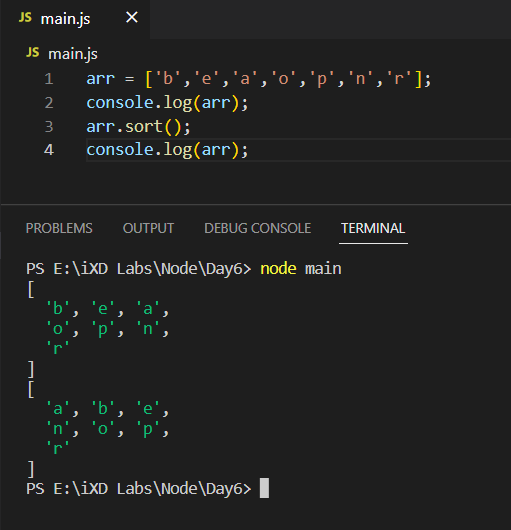 JS main.js ×
JS main.js
1 arr = ['b','e','a','o','p','n','r'];
2 console.log(arr);
3 arr.sort();
4 console.log(arr);
PROBLEMS OUTPUT DEBUG CONSOLE TERMINAL
PS E:\iXD Labs\Node\Day6> node main
[
  'b', 'e', 'a',
  'o', 'p', 'n',
  'r'
]
[
  'a', 'b', 'e',
  'n', 'o', 'p',
  'r'
]
PS E:\iXD Labs\Node\Day6>